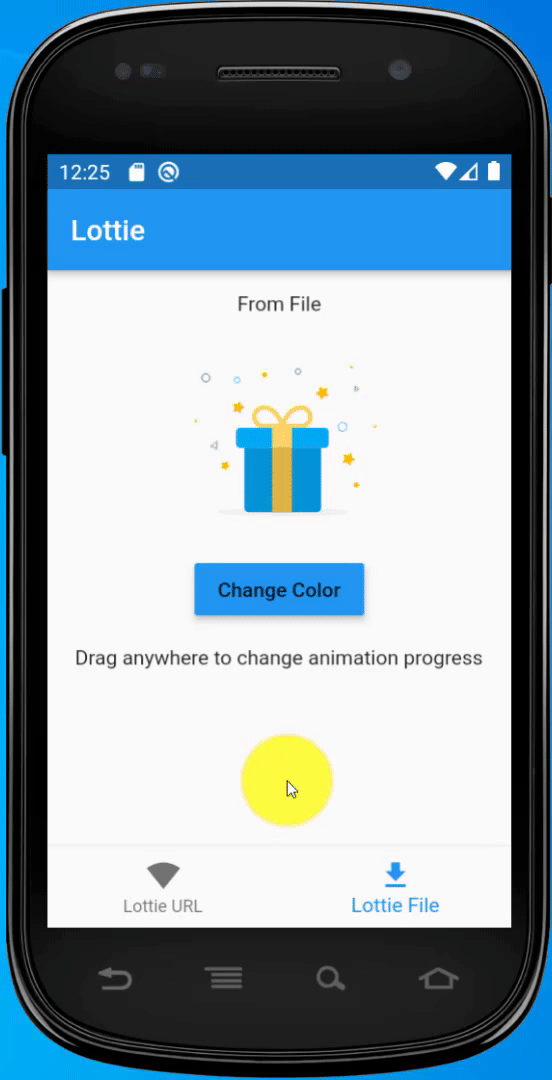 12:25
Lottie
From File
Change Color
Drag anywhere to change animation progress
Lottie URL
Lottie File